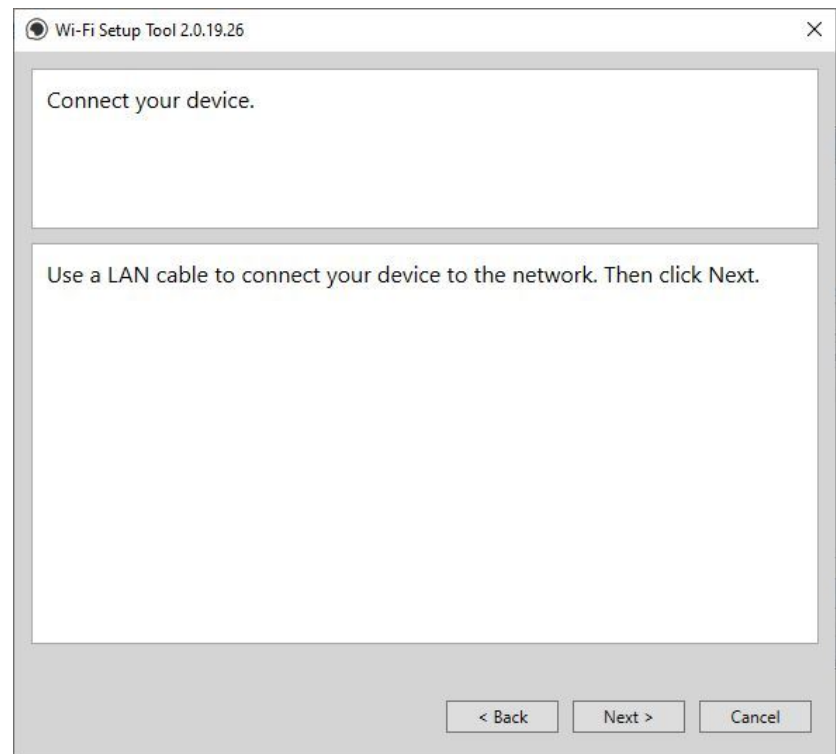 Wi-Fi Setup Tool 2.0.19.26
Connect your device.
Use a LAN cable to connect your device to the network. Then click Next.
< Back Next > Cancel